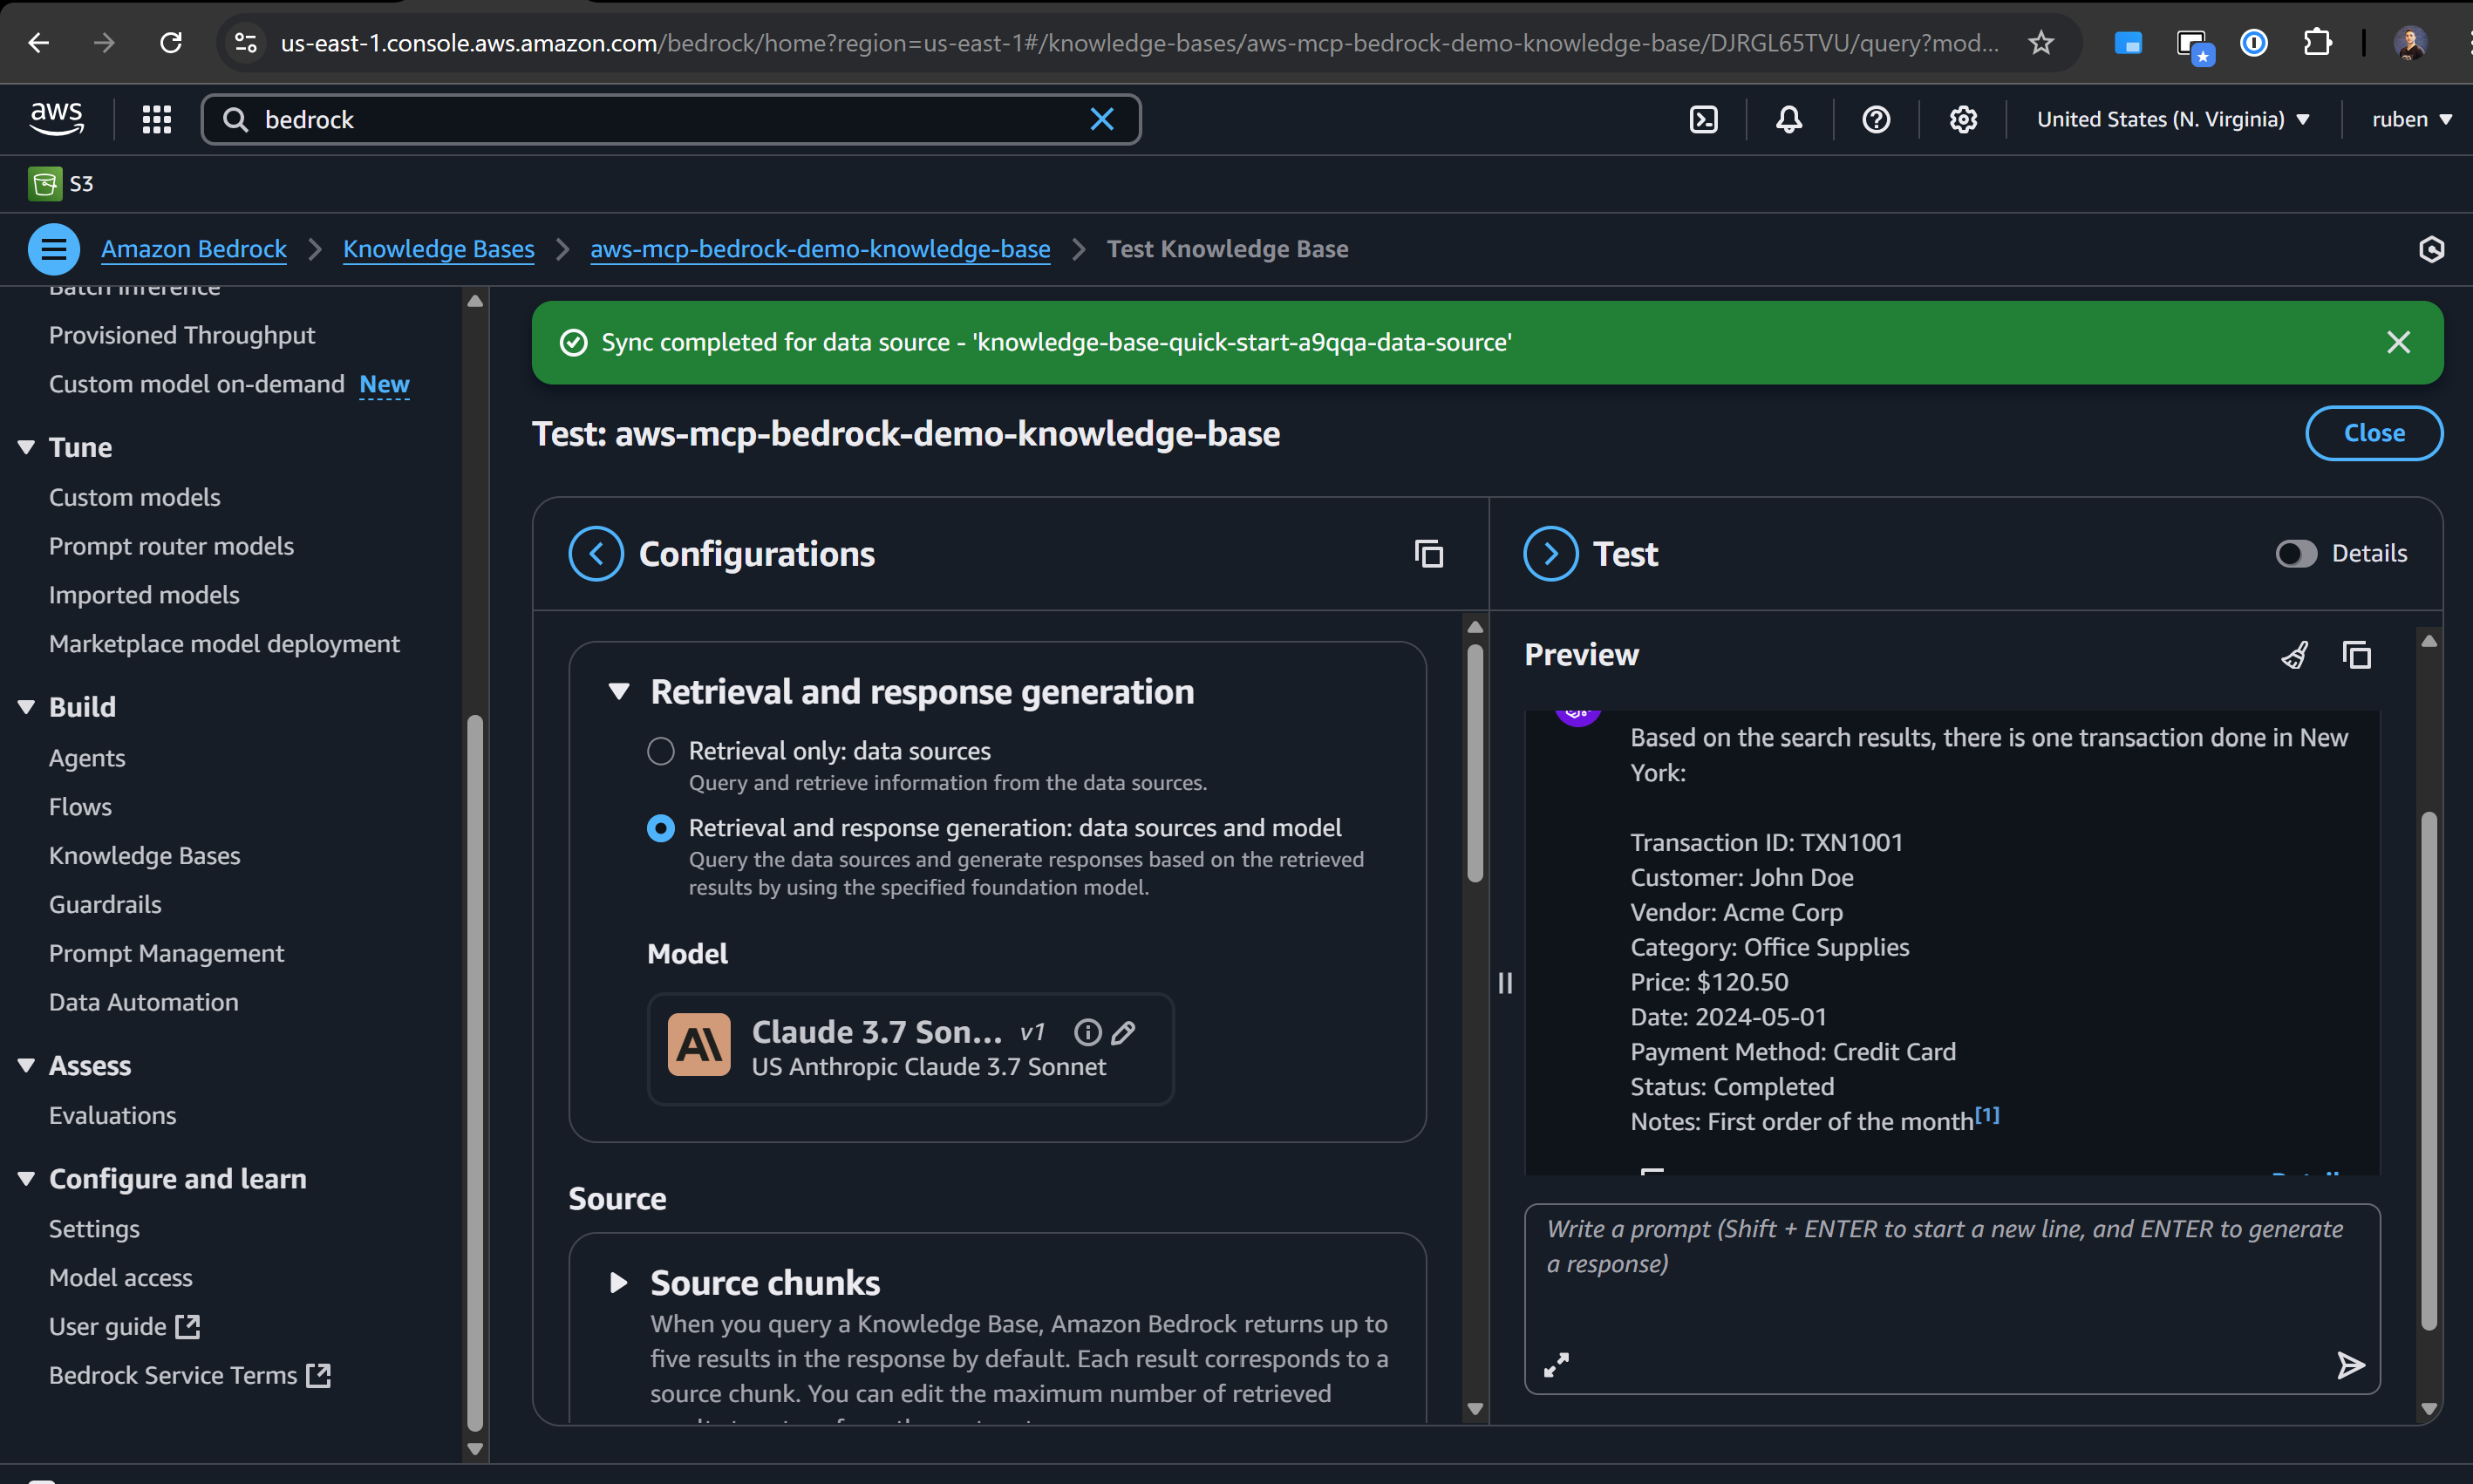 us-east-1.console.aws.amazon.com/bedrock/home?region=us-east-1#/knowledge-bases/aws-mcp-bedrock-demo-knowledge-base/DJRGL65TVU/query?mod...
aws
bedrock
United States (N. Virginia)
ruben
S3
Amazon Bedrock
Knowledge Bases
aws-mcp-bedrock-demo-knowledge-base
Test Knowledge Base
Batch inference
Provisioned Throughput
Custom model on-demand New
Tune
Custom models
Prompt router models
Imported models
Marketplace model deployment
Build
Agents
Flows
Knowledge Bases
Guardrails
Prompt Management
Data Automation
Assess
Evaluations
Configure and learn
Settings
Model access
User guide
Bedrock Service Terms
Sync completed for data source - 'knowledge-base-quick-start-a9qqa-data-source'
Test: aws-mcp-bedrock-demo-knowledge-base
Close
Configurations
Retrieval and response generation
Retrieval only: data sources
Query and retrieve information from the data sources.
Retrieval and response generation: data sources and model
Query the data sources and generate responses based on the retrieved
results by using the specified foundation model.
Model
Claude 3.7 Son... v1
US Anthropic Claude 3.7 Sonnet
Source
Source chunks
When you query a Knowledge Base, Amazon Bedrock returns up to
five results in the response by default. Each result corresponds to a
source chunk. You can edit the maximum number of retrieved
Test
Details
Preview
Based on the search results, there is one transaction done in New
York:
Transaction ID: TXN1001
Customer: John Doe
Vendor: Acme Corp
Category: Office Supplies
Price: $120.50
Date: 2024-05-01
Payment Method: Credit Card
Status: Completed
Notes: First order of the month[1]
Write a prompt (Shift + ENTER to start a new line, and ENTER to generate
a response)